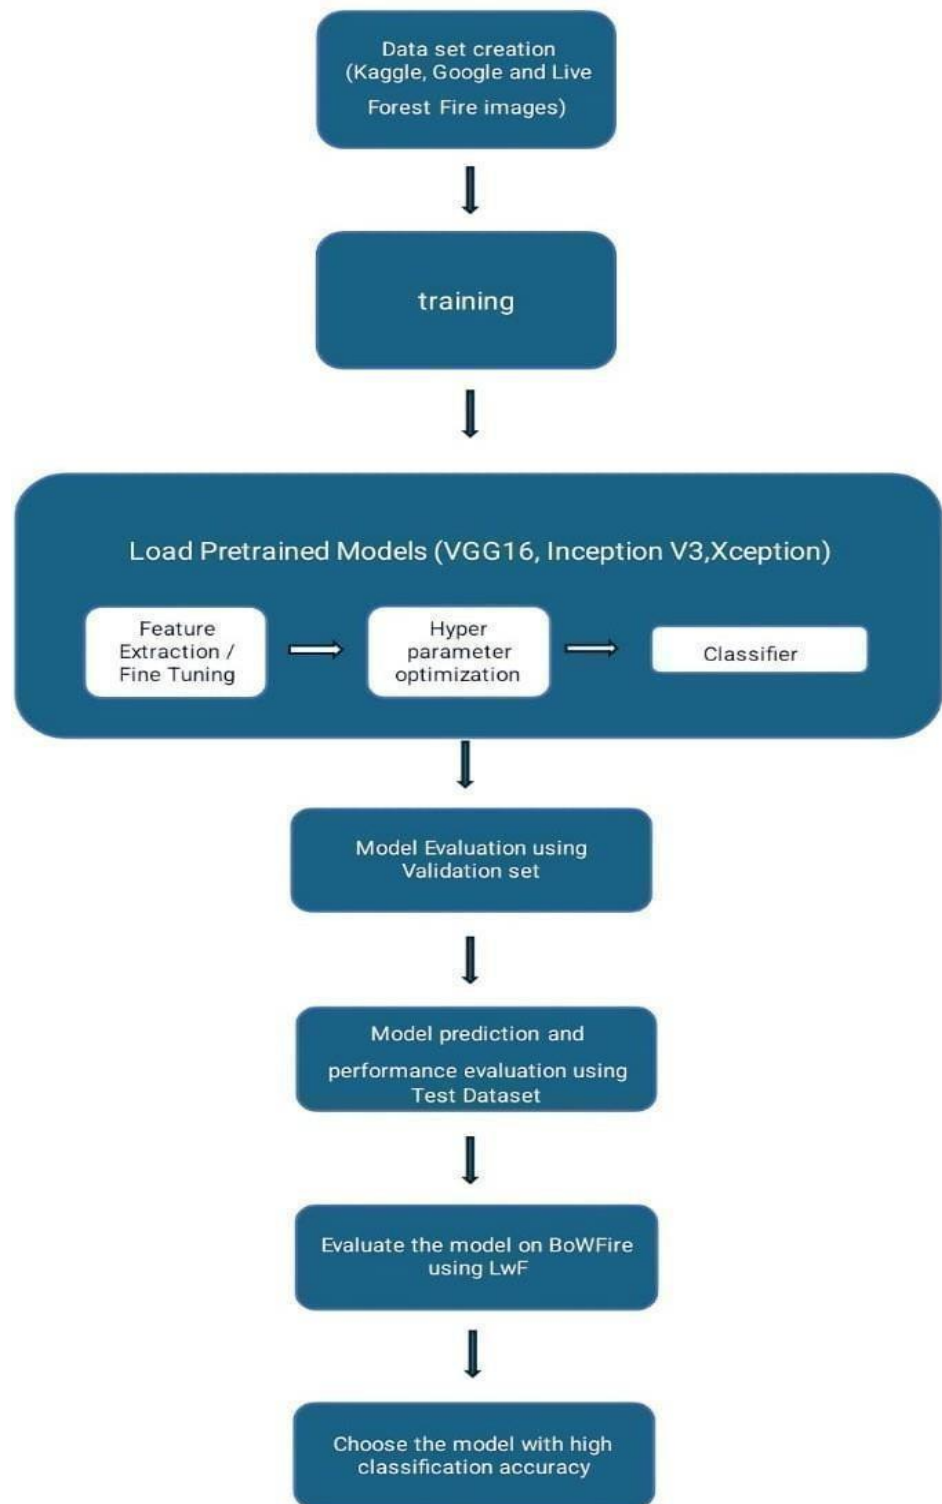 Data set creation
(Kaggle, Google and Live
Forest Fire images)
training
Load Pretrained Models (VGG16, Inception V3,Xception)
Feature
Extraction /
Fine Tuning
Hyper
parameter
optimization
Classifier
Model Evaluation using
Validation set
Model prediction and
performance evaluation using
Test Dataset
Evaluate the model on BoWFire
using LwF
Choose the model with high
classification accuracy